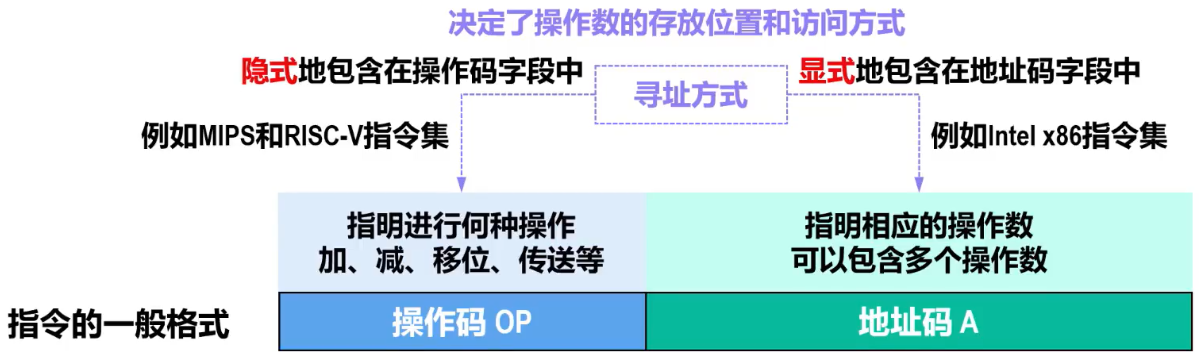 决定了操作数的存放位置和访问方式
隐式地包含在操作码字段中
寻址方式
显式地包含在地址码字段中
例如MIPS和RISC-V指令集
例如Intel x86指令集
指明进行何种操作
加、减、移位、传送等
指明相应的操作数
可以包含多个操作数
指令的一般格式
操作码 OP
地址码 A